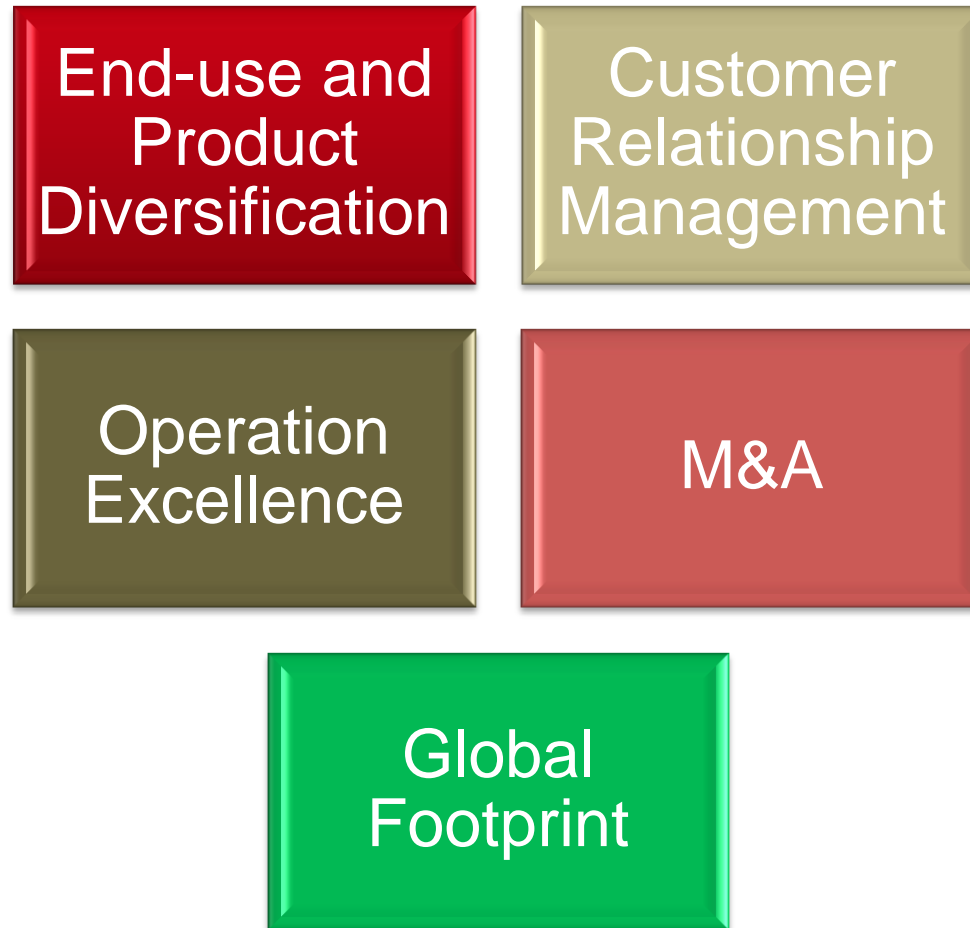 End-use and
Product
Diversification
Customer
Relationship
Management
Operation
Excellence
M&A
Global
Footprint